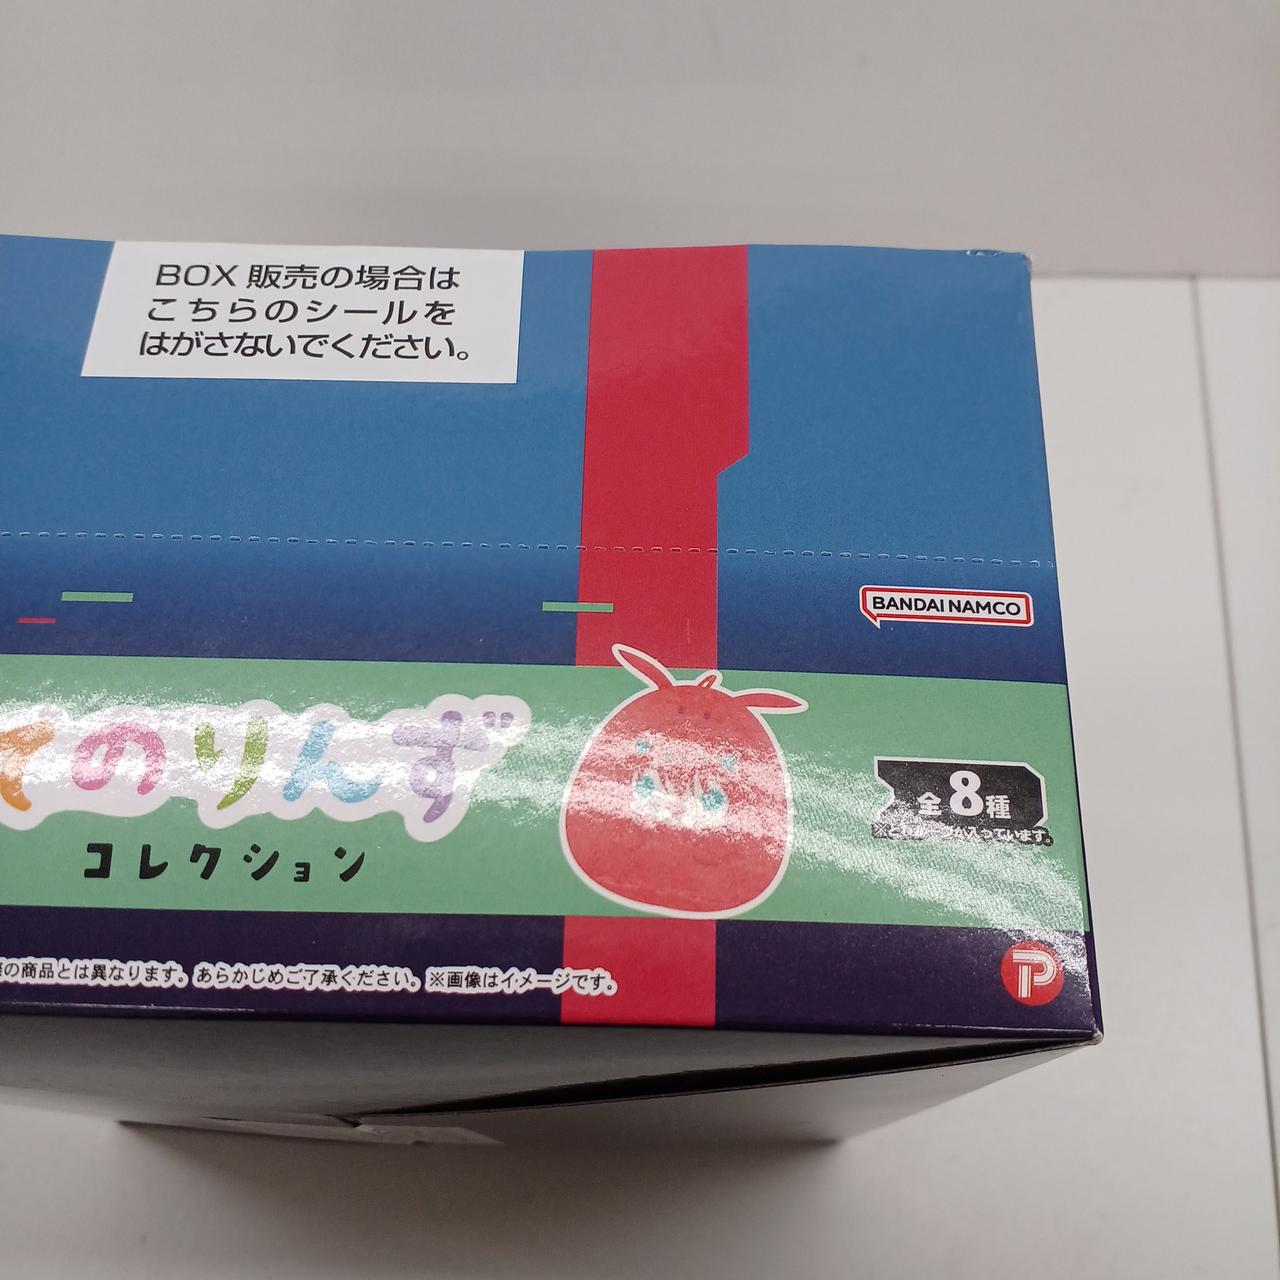 BOX 販売の場合は
こちらのシールを
はがさないでください。
BANDAI NAMCO
てのりんず
コレクション
全8種
の商品とは異なります。あらかじめご了承ください。※画像はイメージです。
P